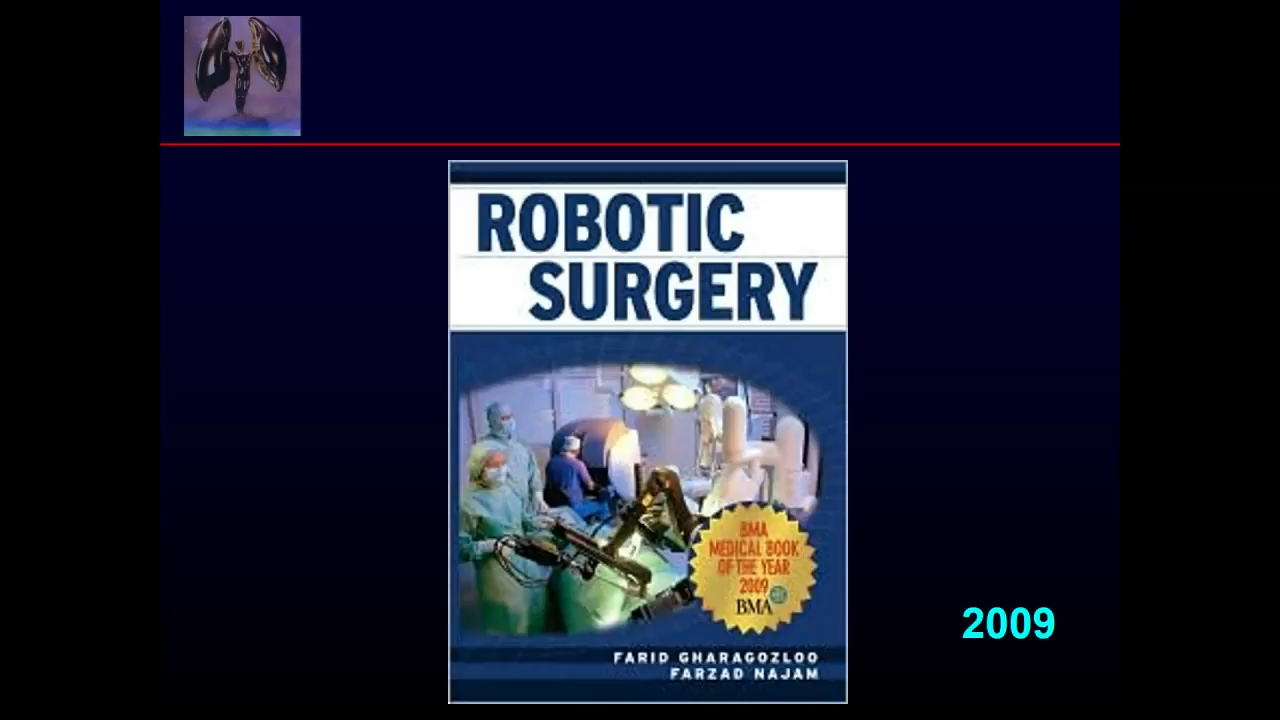 ROBOTIC
SURGERY
BMA
MEDICAL BOOK
OF THE YEAR
2009
BMA
2009
FARID GHARAGOZLOO
FARZAD NAJAM